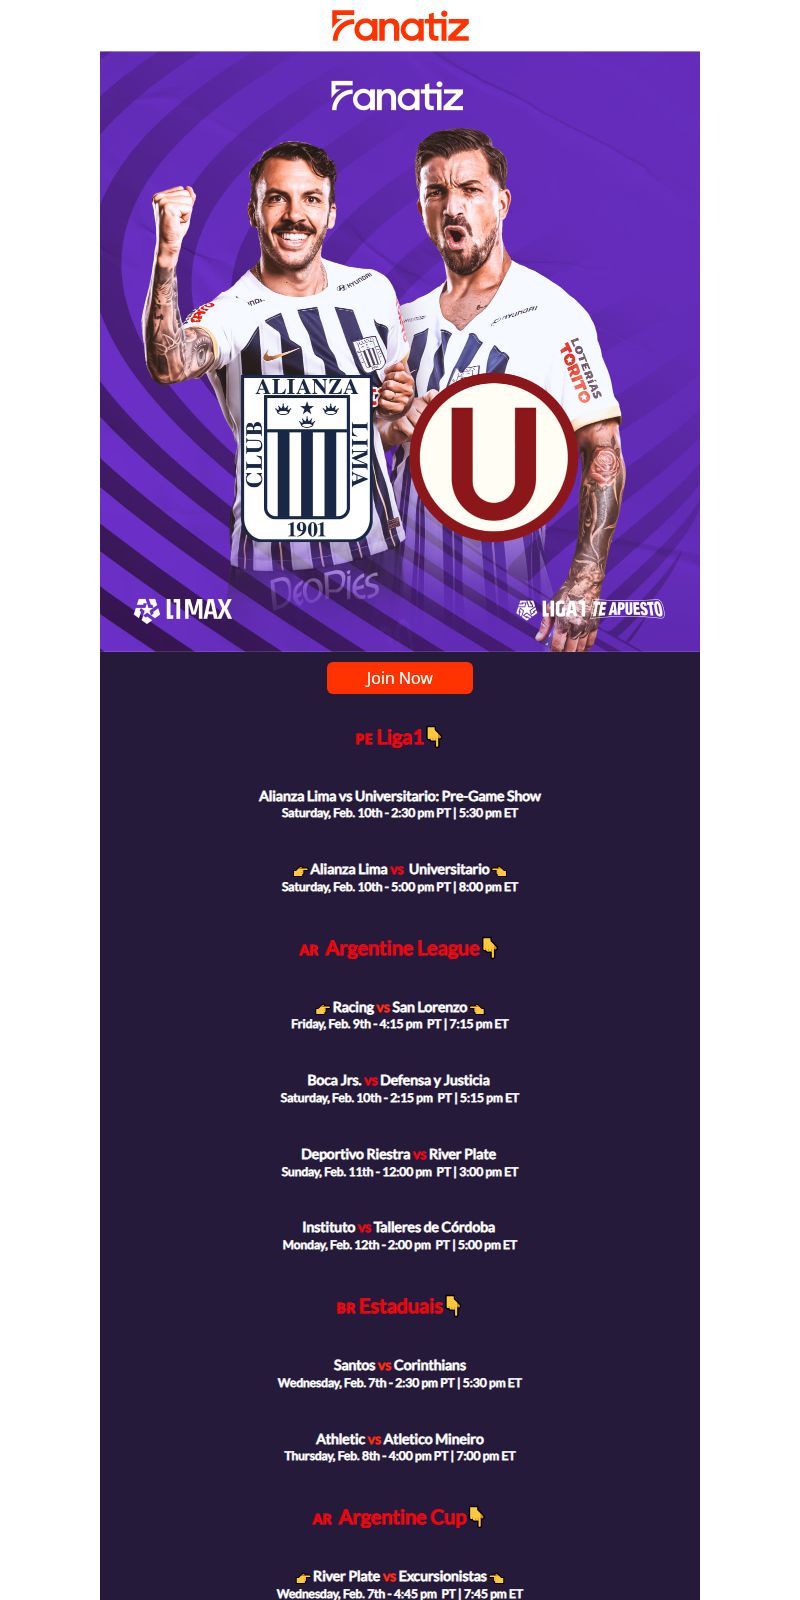 Fanatiz
Fanatiz
HYUNDAI
HYUNDAI
LOTERÍAS
TORITO
ALIANZA
CLUB
LIMA
1901
U
DECOPIES
L1 MAX
LIGA1 TE APUESTO
Join Now
PE Liga1👇
Alianza Lima vs Universitario: Pre-Game Show
Saturday, Feb. 10th - 2:30 pm PT | 5:30 pm ET
👉 Alianza Lima vs Universitario 👈
Saturday, Feb. 10th - 5:00 pm PT | 8:00 pm ET
AR Argentine League👇
👉 Racing vs San Lorenzo 👈
Friday, Feb. 9th - 4:15 pm PT | 7:15 pm ET
Boca Jrs. vs Defensa y Justicia
Saturday, Feb. 10th - 2:15 pm PT | 5:15 pm ET
Deportivo Riestra vs River Plate
Sunday, Feb. 11th - 12:00 pm PT | 3:00 pm ET
Instituto vs Talleres de Córdoba
Monday, Feb. 12th - 2:00 pm PT | 5:00 pm ET
BR Estaduais👇
Santos vs Corinthians
Wednesday, Feb. 7th - 2:30 pm PT | 5:30 pm ET
Athletic vs Atletico Mineiro
Thursday, Feb. 8th - 4:00 pm PT | 7:00 pm ET
AR Argentine Cup👇
👉 River Plate vs Excursionistas 👈
Wednesday, Feb. 7th - 4:45 pm PT | 7:45 pm ET